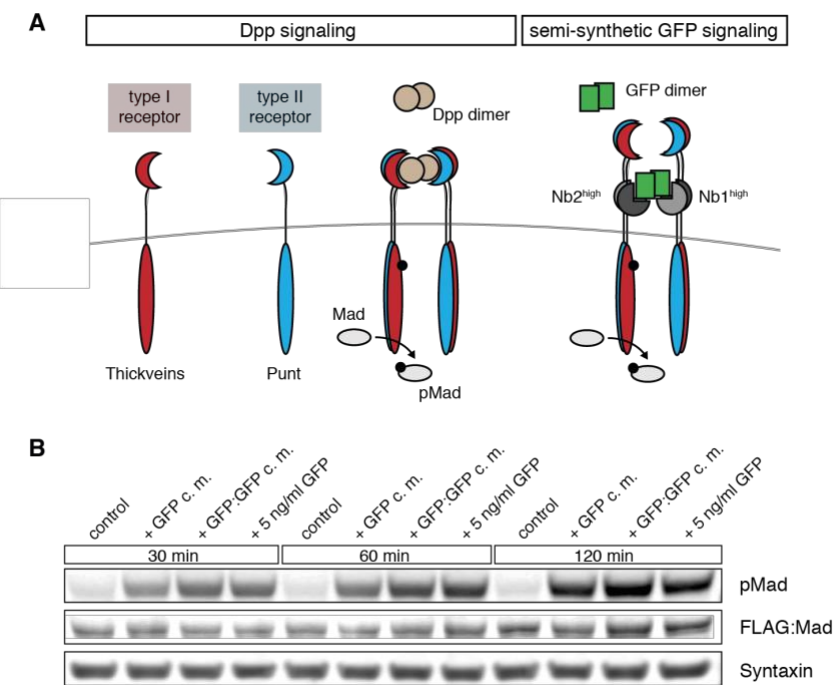 A
Dpp signaling
semi-synthetic GFP signaling
type I
receptor
type II
receptor
Dpp dimer
GFP dimer
Nb2high
Nb1high
Mad
pMad
Thickveins
Punt
B
control
+ GFP c. m.
+ GFP:GFP c. m.
+ 5 ng/ml GFP
control
+ GFP c. m.
+ GFP:GFP c. m.
+ 5 ng/ml GFP
control
+ GFP c. m.
+ GFP:GFP c. m.
+ 5 ng/ml GFP
30 min
60 min
120 min
pMad
FLAG:Mad
Syntaxin